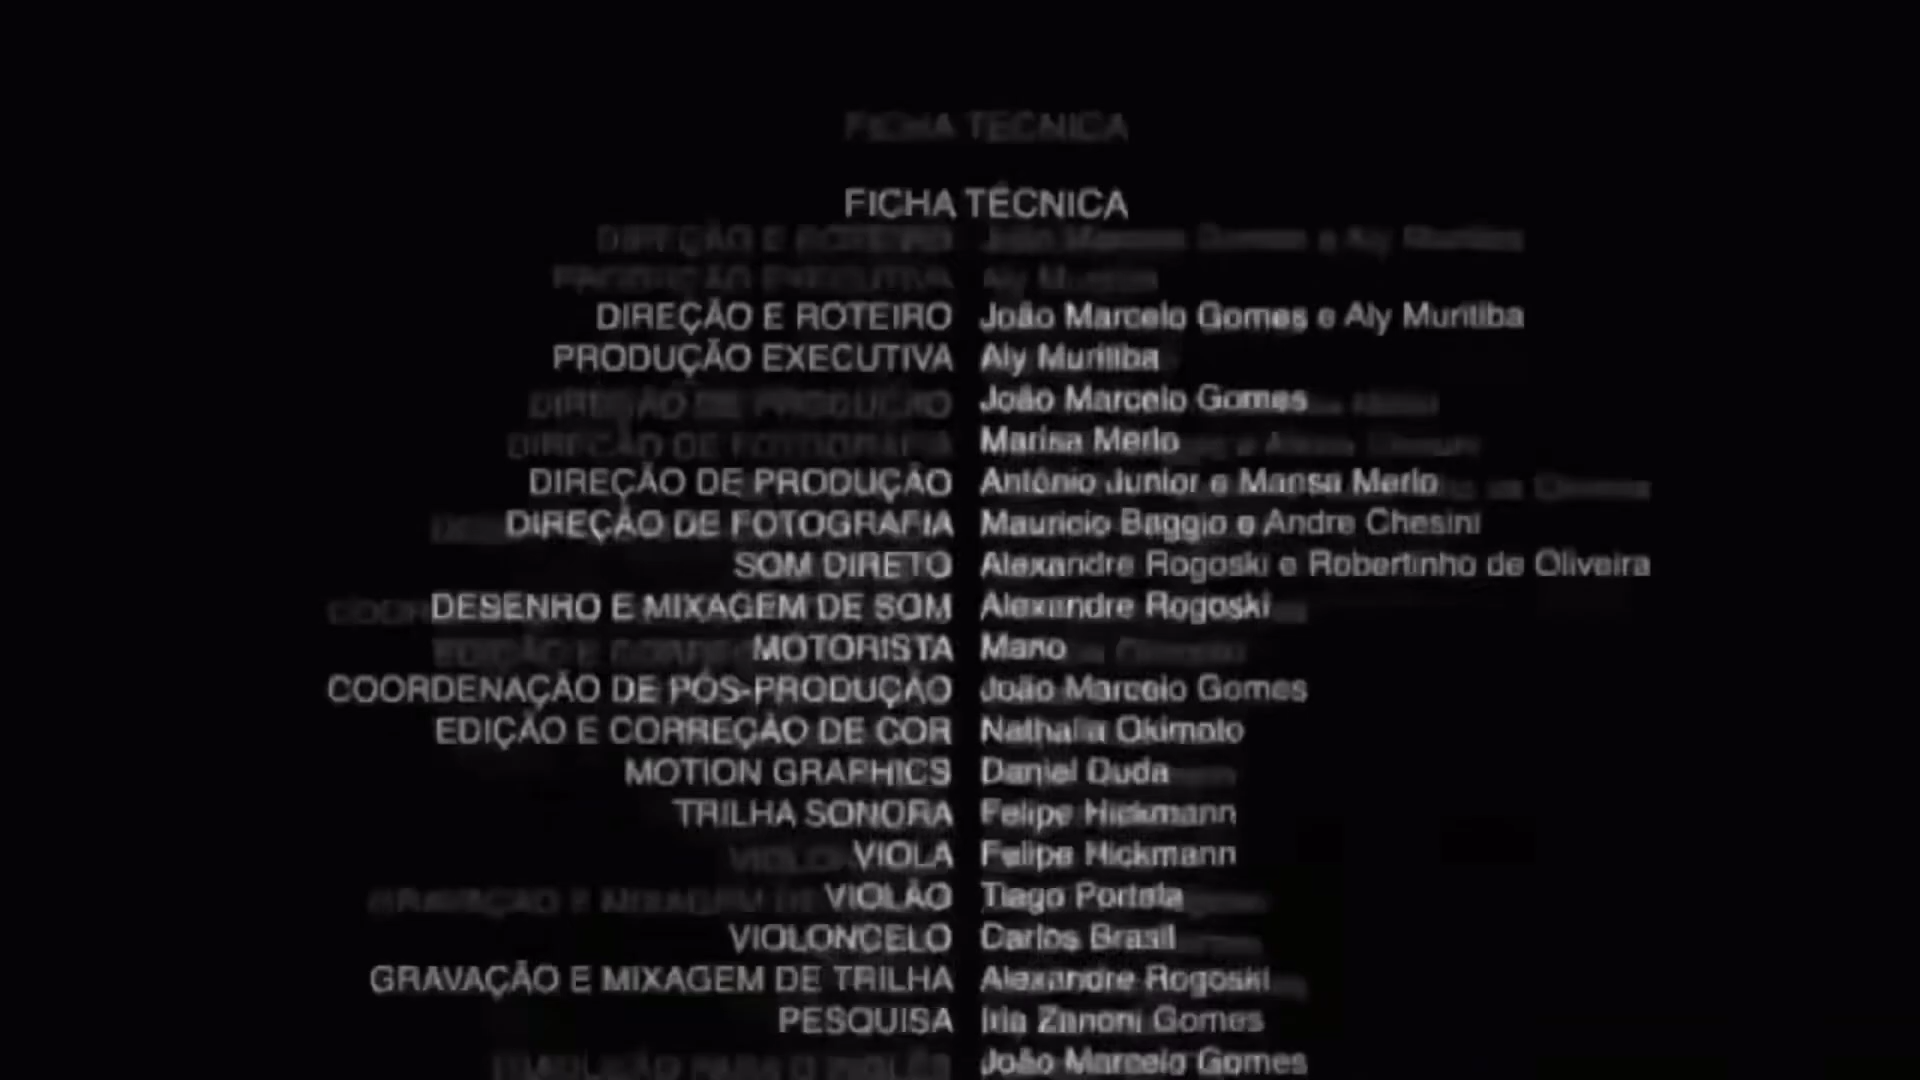 FICHA TÉCNICA
DIREÇÃO E ROTEIRO João Marcelo Gomes e Aly Muritiba
PRODUÇÃO EXECUTIVA Aly Muritiba
João Marcelo Gomes
Marisa Merlo
DIREÇÃO DE PRODUÇÃO Antônio Junior e Marisa Merlo
DIREÇÃO DE FOTOGRAFIA Mauricio Baggio e Andre Chesini
SOM DIRETO Alexandre Rogoski e Robertinho de Oliveira
DESENHO E MIXAGEM DE SOM Alexandre Rogoski
MOTORISTA Mano
COORDENAÇÃO DE PÓS-PRODUÇÃO João Marcelo Gomes
EDIÇÃO E CORREÇÃO DE COR Nathalia Okimoto
MOTION GRAPHICS Daniel Duda
TRILHA SONORA Felipe Hickmann
VIOLA Felipe Hickmann
VIOLÃO Tiago Portela
VIOLONCELO Carlos Brasil
GRAVAÇÃO E MIXAGEM DE TRILHA Alexandre Rogoski
PESQUISA Iria Zanoni Gomes
João Marcelo Gomes